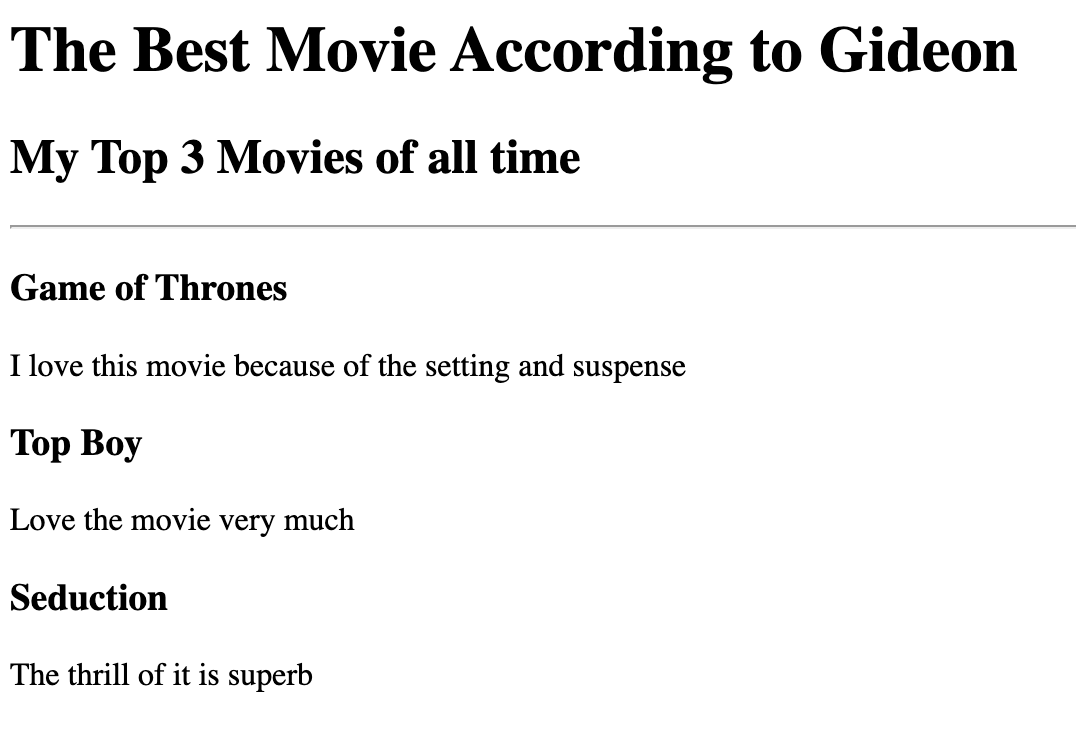 The Best Movie According to Gideon
My Top 3 Movies of all time
Game of Thrones
I love this movie because of the setting and suspense
Top Boy
Love the movie very much
Seduction
The thrill of it is superb